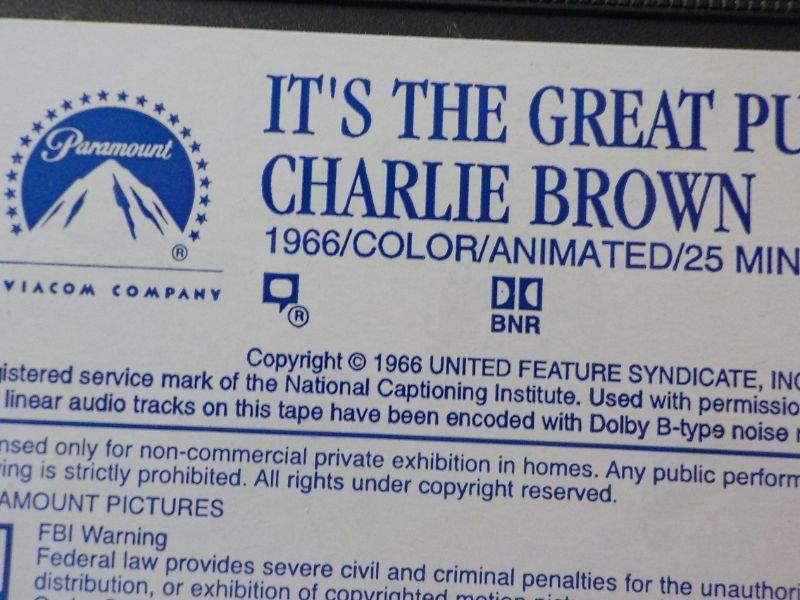 Paramount
®
VIACOM COMPANY
IT'S THE GREAT PU
CHARLIE BROWN
1966/COLOR/ANIMATED/25 MIN
®
BNR
Copyright © 1966 UNITED FEATURE SYNDICATE, INC
gistered service mark of the National Captioning Institute. Used with permissio
linear audio tracks on this tape have been encoded with Dolby B-type noise r
nsed only for non-commercial private exhibition in homes. Any public perform
ying is strictly prohibited. All rights under copyright reserved.
AMOUNT PICTURES
FBI Warning
Federal law provides severe civil and criminal penalties for the unauthori
distribution, or exhibition of copyrighted motion